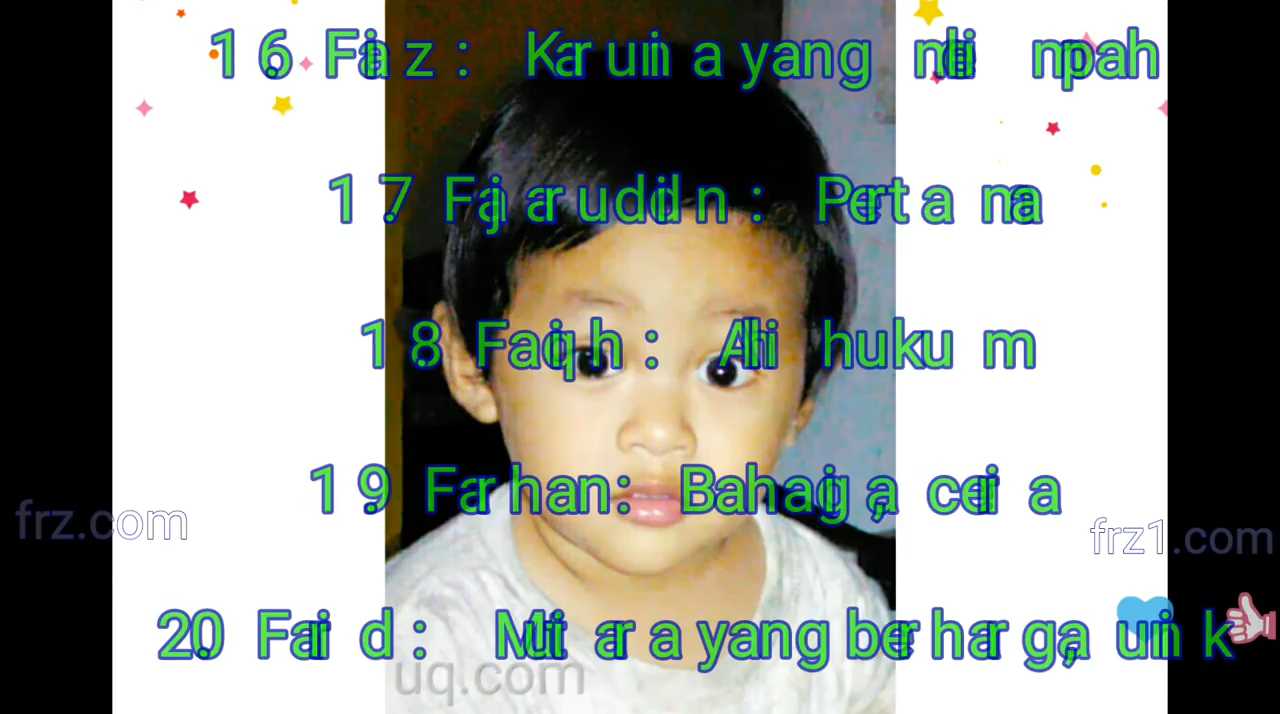 16. Faiz : Karunia yang melimpah
17. Fajaruddin : Pertama
18. Faqih : Ahli hukum
19. Farhan : Bahagia, ceria
frz.com
frz1.com
20. Farid : Mutiara yang berharga, unik
uq.com